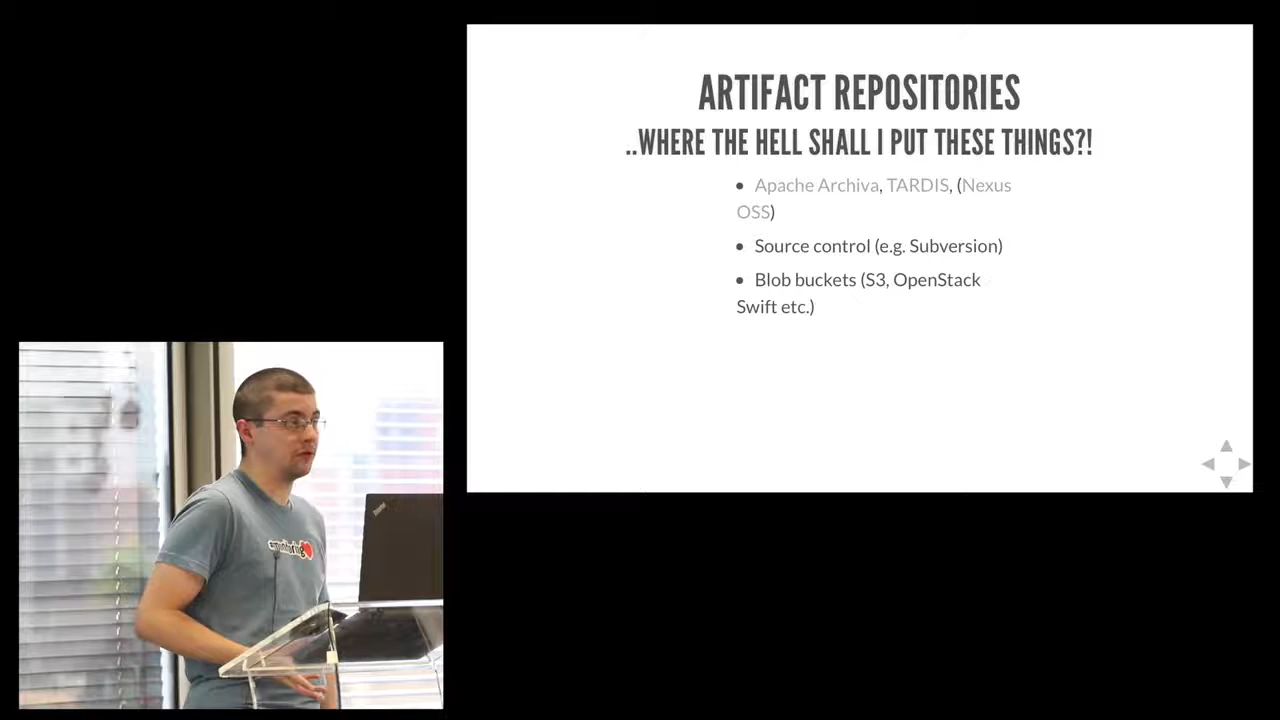 ARTIFACT REPOSITORIES
..WHERE THE HELL SHALL I PUT THESE THINGS?!
• Apache Archiva, TARDIS, (Nexus
OSS)
• Source control (e.g. Subversion)
• Blob buckets (S3, OpenStack
Swift etc.)
#monitoring